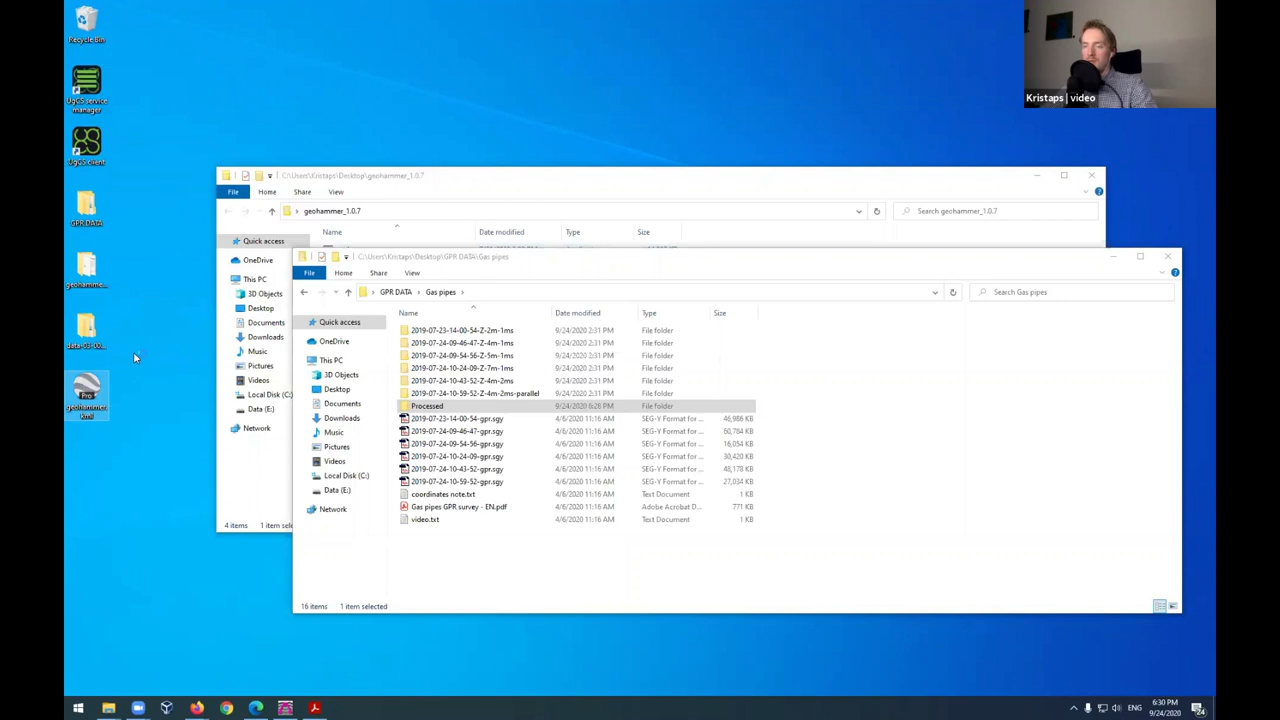 Recycle Bin
UgCS service
manager
UgCS client
GPR DATA
geohamme...
data-03-00...
Pro
geohammer.
kml
Kristaps | video
C:\Users\Kristaps\Desktop\geohammer_1.0.7
File Home Share View
geohammer_1.0.7
Search geohammer_1.0.7
Name Date modified Type Size
Quick access
OneDrive
This PC
3D Objects
Desktop
Documents
Downloads
Music
Pictures
Videos
Local Disk (C:)
Data (E:)
Network
4 items 1 item sele
C:\Users\Kristaps\Desktop\GPR DATA\Gas pipes
File Home Share View
GPR DATA Gas pipes
Search Gas pipes
Name Date modified Type Size
Quick access
OneDrive
This PC
3D Objects
Desktop
Documents
Downloads
Music
Pictures
Videos
Local Disk (C:)
Data (E:)
Network
2019-07-23-14-00-54-Z-2m-1ms 9/24/2020 2:31 PM File folder
2019-07-24-09-46-47-Z-4m-1ms 9/24/2020 2:31 PM File folder
2019-07-24-09-54-56-Z-5m-1ms 9/24/2020 2:31 PM File folder
2019-07-24-10-24-09-Z-7m-1ms 9/24/2020 2:31 PM File folder
2019-07-24-10-43-52-Z-4m-2ms 9/24/2020 2:31 PM File folder
2019-07-24-10-59-52-Z-4m-2ms-parallel 9/24/2020 2:31 PM File folder
Processed 9/24/2020 6:28 PM File folder
2019-07-23-14-00-54-gpr.sgy 4/6/2020 11:16 AM SEG-Y Format for ... 46,986 KB
2019-07-24-09-46-47-gpr.sgy 4/6/2020 11:16 AM SEG-Y Format for ... 60,784 KB
2019-07-24-09-54-56-gpr.sgy 4/6/2020 11:16 AM SEG-Y Format for ... 16,054 KB
2019-07-24-10-24-09-gpr.sgy 4/6/2020 11:16 AM SEG-Y Format for ... 30,420 KB
2019-07-24-10-43-52-gpr.sgy 4/6/2020 11:16 AM SEG-Y Format for ... 48,178 KB
2019-07-24-10-59-52-gpr.sgy 4/6/2020 11:16 AM SEG-Y Format for ... 27,034 KB
coordinates note.txt 4/6/2020 11:16 AM Text Document 1 KB
Gas pipes GPR survey - EN.pdf 4/6/2020 11:16 AM Adobe Acrobat D... 771 KB
video.txt 4/6/2020 11:16 AM Text Document 1 KB
16 items 1 item selected
ENG
6:30 PM
9/24/2020
24